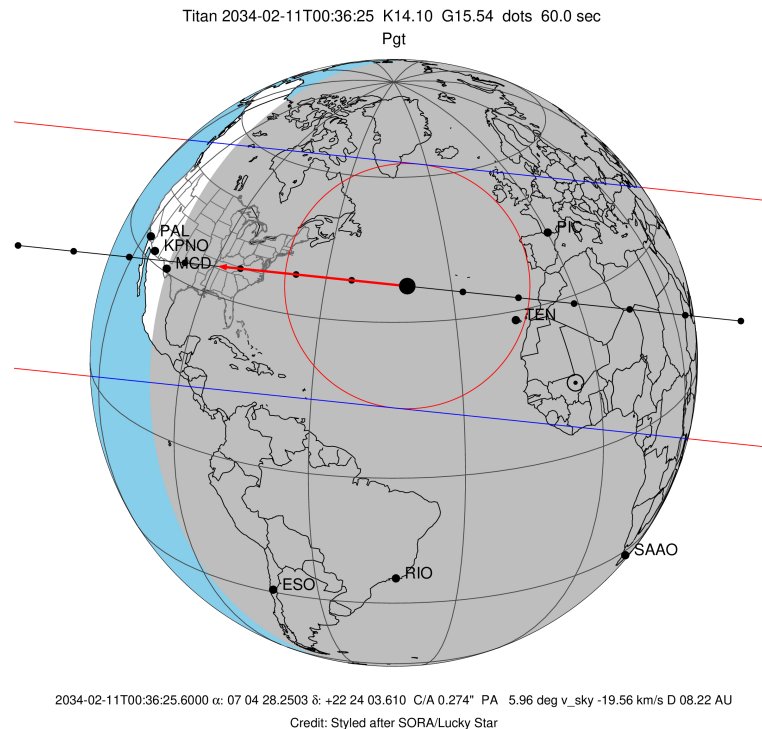 Titan 2034-02-11T00:36:25  K14.10  G15.54  dots  60.0 sec
Pgt
PAL
KPNO
MCD
PIC
TEN
SAAO
RIO
ESO
2034-02-11T00:36:25.6000 α: 07 04 28.2503 δ: +22 24 03.610  C/A 0.274"  PA   5.96 deg v_sky -19.56 km/s D 08.22 AU
Credit: Styled after SORA/Lucky Star